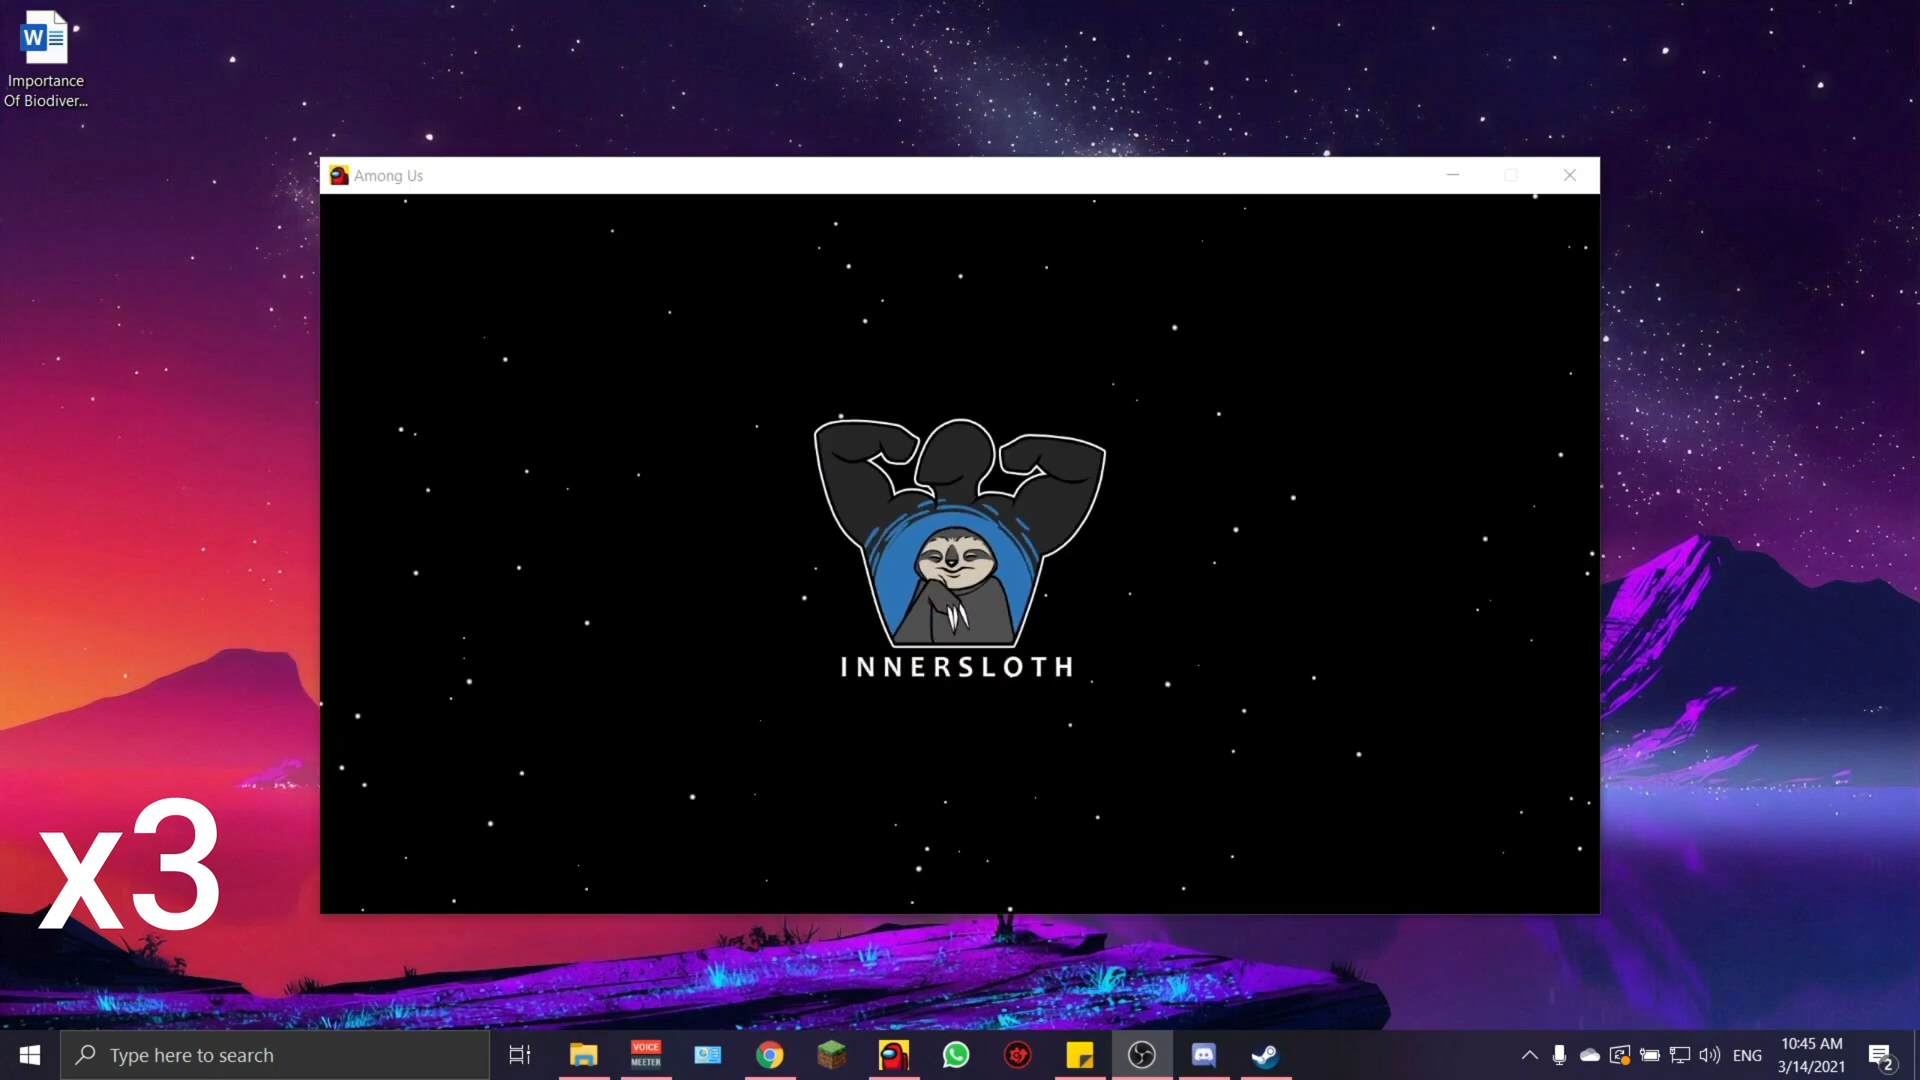 W
Importance
Of Biodiver...
Among Us
INNERSLOTH
x3
Type here to search
VOICE
MEETER
ENG
10:45 AM
3/14/2021
2